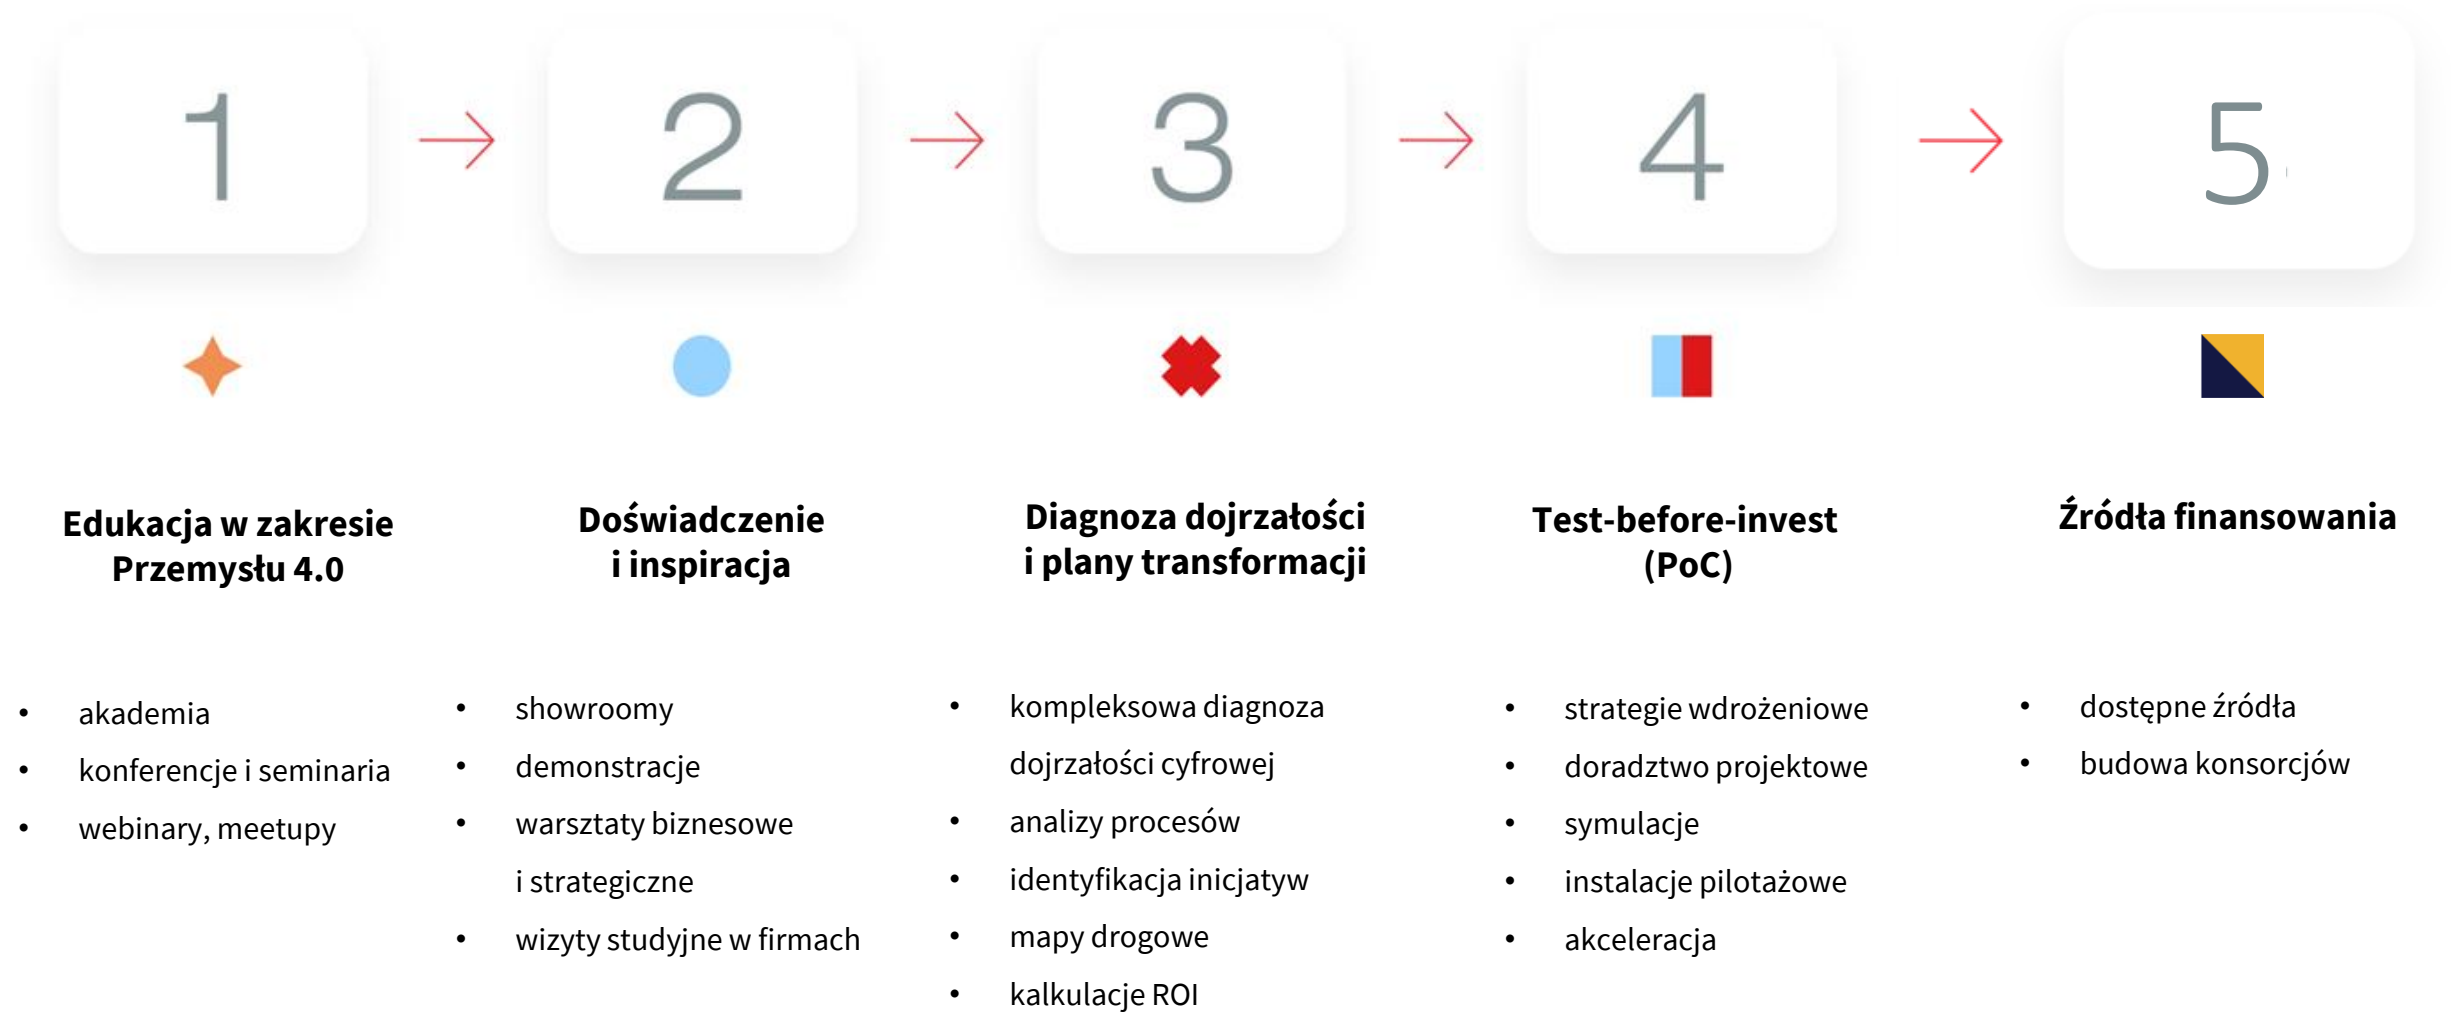 1
2
3
4
5
Edukacja w zakresie
Przemysłu 4.0
• akademia
• konferencje i seminaria
• webinary, meetupy
Doświadczenie
i inspiracja
• showroomy
• demonstracje
• warsztaty biznesowe
i strategiczne
• wizyty studyjne w firmach
Diagnoza dojrzałości
i plany transformacji
• kompleksowa diagnoza
dojrzałości cyfrowej
• analizy procesów
• identyfikacja inicjatyw
• mapy drogowe
• kalkulacje ROI
Test-before-invest
(PoC)
• strategie wdrożeniowe
• doradztwo projektowe
• symulacje
• instalacje pilotażowe
• akceleracja
Źródła finansowania
• dostępne źródła
• budowa konsorcjów